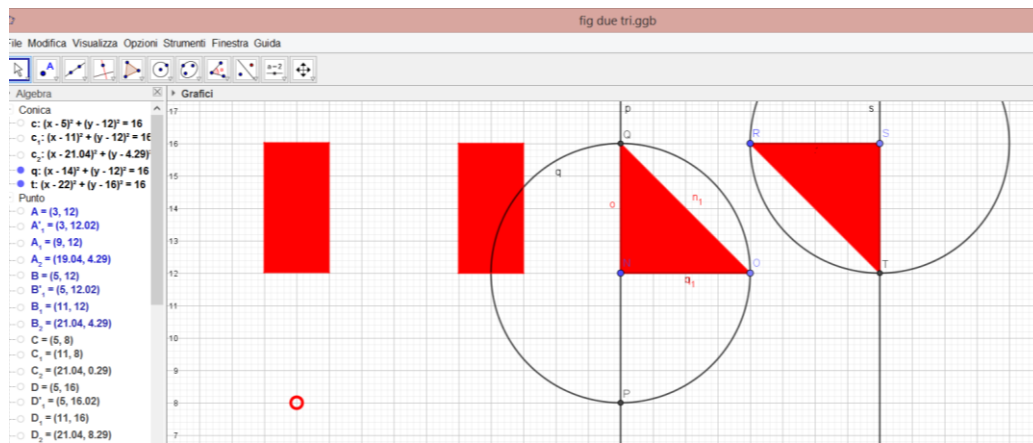 fig due tri.ggb
File Modifica Visualizza Opzioni Strumenti Finestra Guida
A
a=2
Algebra
Grafici
Conica
c: (x - 5)² + (y - 12)² = 16
c₁: (x - 11)² + (y - 12)² = 16
c₂: (x - 21.04)² + (y - 4.29)²
q: (x - 14)² + (y - 12)² = 16
t: (x - 22)² + (y - 16)² = 16
Punto
A = (3, 12)
A'₁ = (3, 12.02)
A₁ = (9, 12)
A₂ = (19.04, 4.29)
B = (5, 12)
B'₁ = (5, 12.02)
B₁ = (11, 12)
B₂ = (21.04, 4.29)
C = (5, 8)
C₁ = (11, 8)
C₂ = (21.04, 0.29)
D = (5, 16)
D'₁ = (5, 16.02)
D₁ = (11, 16)
D₂ = (21.04, 8.29)
17
p
s
16
Q
R
S
15
q
14
o
n₁
13
12
O
T
q₁
11
10
9
8
P
7